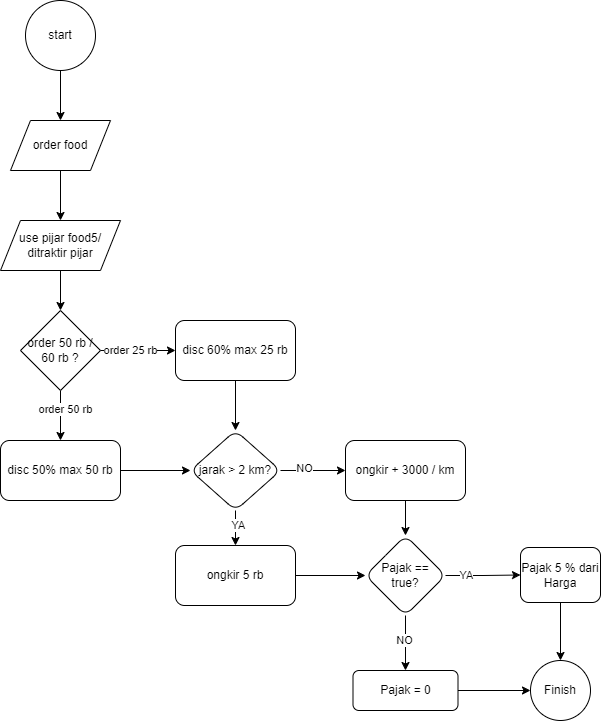 start
order food
use pijar food5/
ditraktir pijar
order 50 rb /
60 rb ?
order 25 rb
disc 60% max 25 rb
order 50 rb
disc 50% max 50 rb
jarak > 2 km?
NO
ongkir + 3000 / km
YA
ongkir 5 rb
Pajak ==
true?
YA
Pajak 5 % dari
Harga
NO
Pajak = 0
Finish